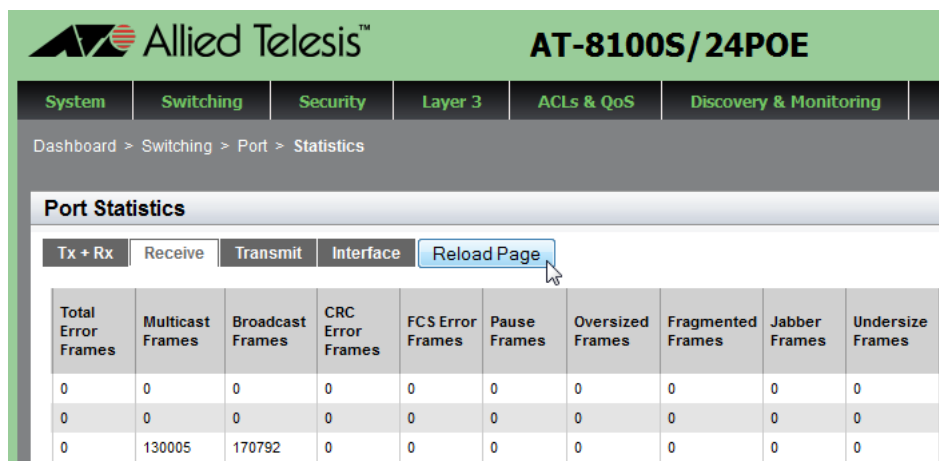 Allied Telesis™ AT-8100S/24POE
System Switching Security Layer 3 ACLs & QoS Discovery & Monitoring
Dashboard > Switching > Port > Statistics
Port Statistics
Tx + Rx Receive Transmit Interface Reload Page
Total Error Frames Multicast Frames Broadcast Frames CRC Error Frames FCS Error Frames Pause Frames Oversized Frames Fragmented Frames Jabber Frames Undersize Frames
0 0 0 0 0 0 0 0 0 0
0 0 0 0 0 0 0 0 0 0
0 130005 170792 0 0 0 0 0 0 0